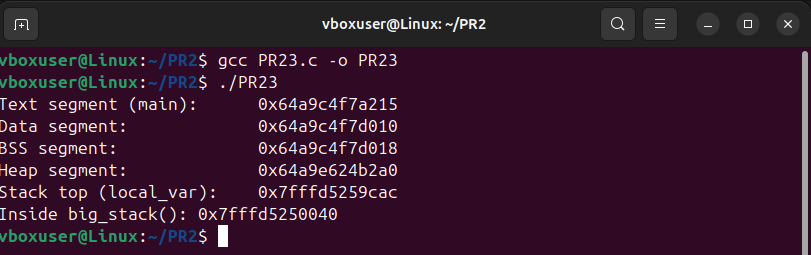 vboxuser@Linux: ~/PR2
vboxuser@Linux:~/PR2$ gcc PR23.c -o PR23
vboxuser@Linux:~/PR2$ ./PR23
Text segment (main):      0x64a9c4f7a215
Data segment:             0x64a9c4f7d010
BSS segment:              0x64a9c4f7d018
Heap segment:             0x64a9e624b2a0
Stack top (local_var):    0x7fffd5259cac
Inside big_stack(): 0x7fffd5250040
vboxuser@Linux:~/PR2$